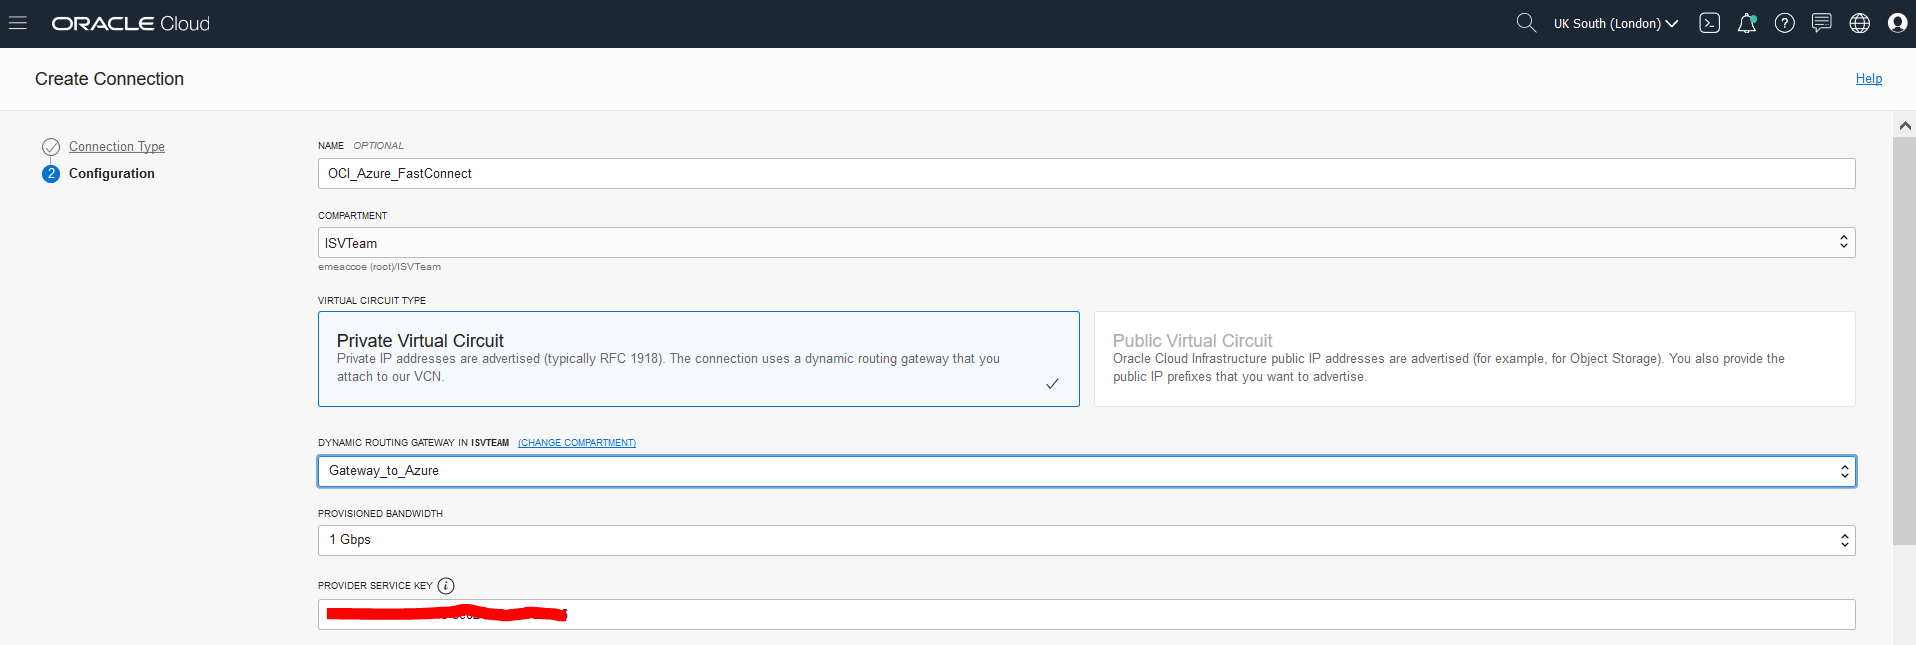 ORACLE Cloud
UK South (London)
Create Connection
Help
Connection Type
2 Configuration
NAME OPTIONAL
OCI_Azure_FastConnect
COMPARTMENT
ISVTeam
emeaccoe (root)/ISVTeam
VIRTUAL CIRCUIT TYPE
Private Virtual Circuit
Private IP addresses are advertised (typically RFC 1918). The connection uses a dynamic routing gateway that you
attach to our VCN.
Public Virtual Circuit
Oracle Cloud Infrastructure public IP addresses are advertised (for example, for Object Storage). You also provide the
public IP prefixes that you want to advertise.
DYNAMIC ROUTING GATEWAY IN ISVTEAM (CHANGE COMPARTMENT)
Gateway_to_Azure
PROVISIONED BANDWIDTH
1 Gbps
PROVIDER SERVICE KEY i